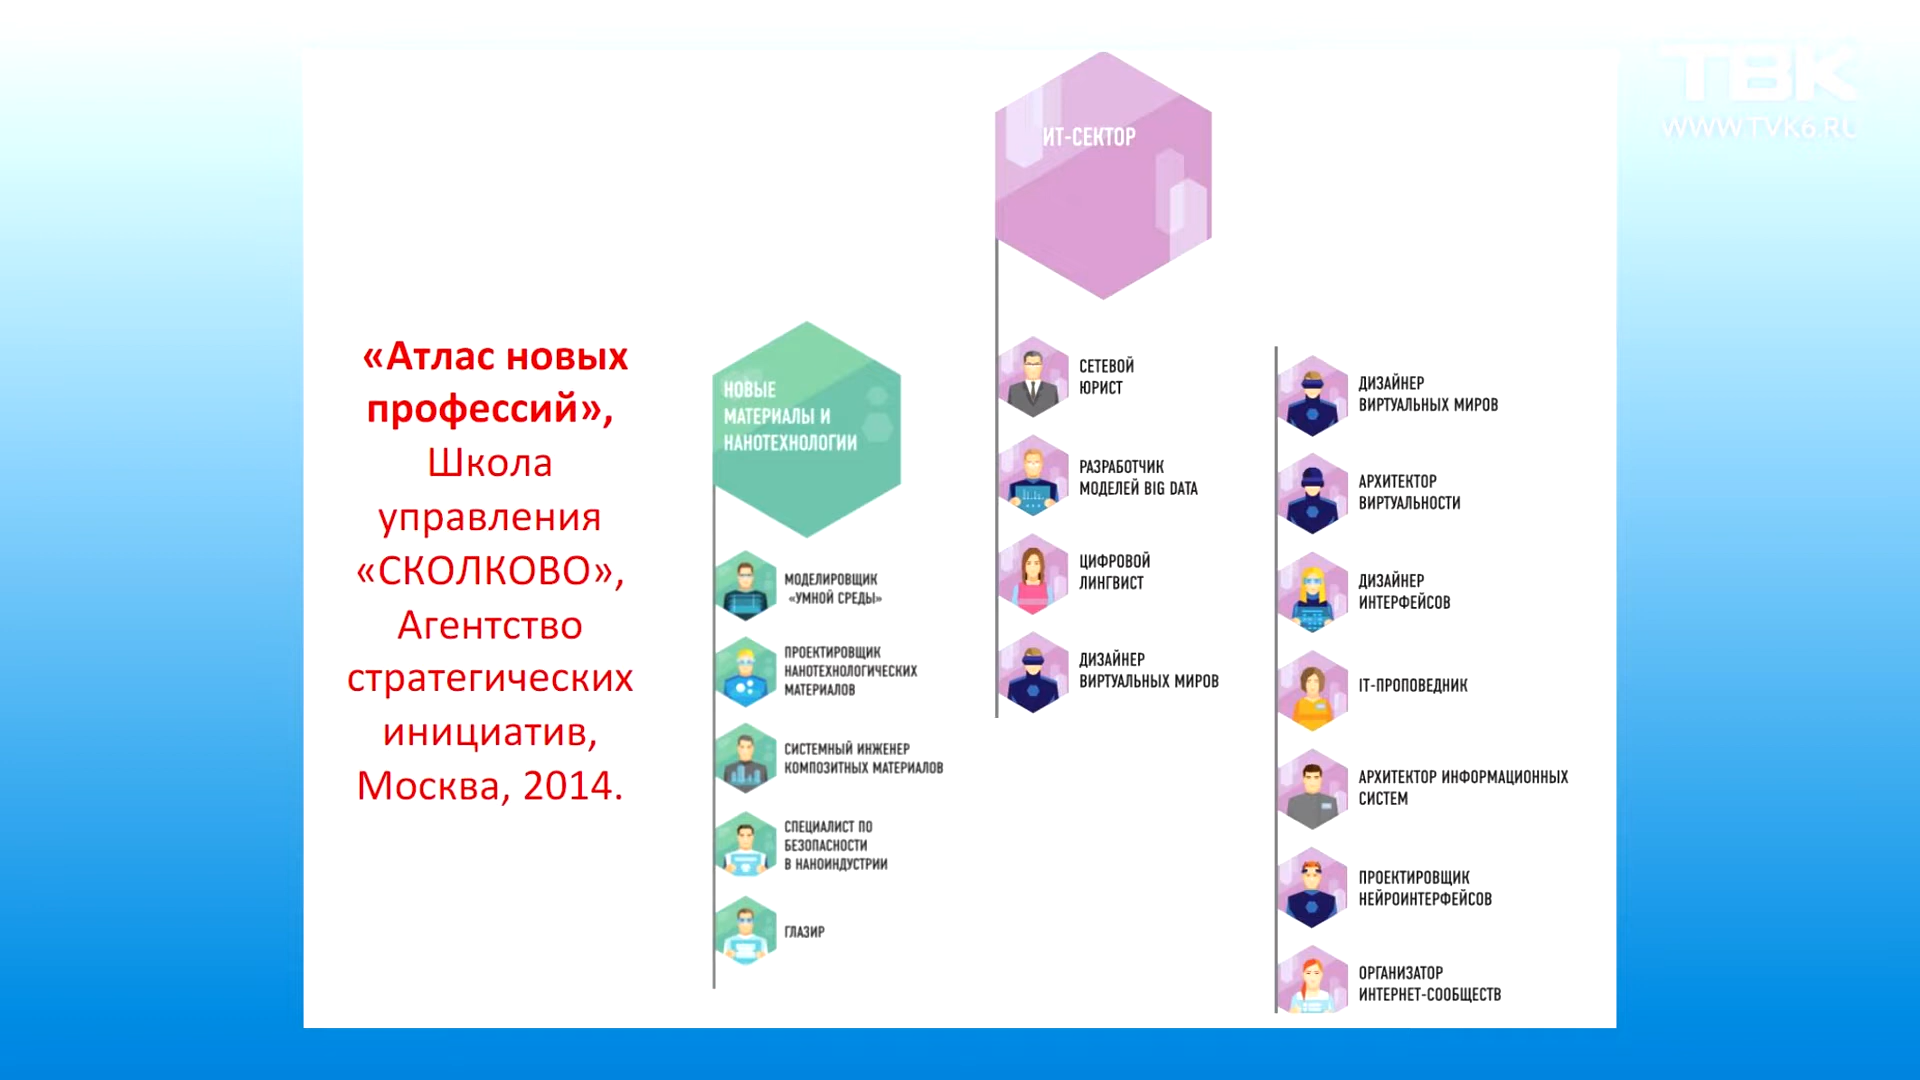 ТВК
WWW.TVK6.RU
«Атлас новых
профессий»,
Школа
управления
«СКОЛКОВО»,
Агентство
стратегических
инициатив,
Москва, 2014.
НОВЫЕ
МАТЕРИАЛЫ И
НАНОТЕХНОЛОГИИ
МОДЕЛИРОВЩИК
«УМНОЙ СРЕДЫ»
ПРОЕКТИРОВЩИК
НАНОТЕХНОЛОГИЧЕСКИХ
МАТЕРИАЛОВ
СИСТЕМНЫЙ ИНЖЕНЕР
КОМПОЗИТНЫХ МАТЕРИАЛОВ
СПЕЦИАЛИСТ ПО
БЕЗОПАСНОСТИ
В НАНОИНДУСТРИИ
ГЛАЗИР
ИТ-СЕКТОР
СЕТЕВОЙ
ЮРИСТ
РАЗРАБОТЧИК
МОДЕЛЕЙ BIG DATA
ЦИФРОВОЙ
ЛИНГВИСТ
ДИЗАЙНЕР
ВИРТУАЛЬНЫХ МИРОВ
ДИЗАЙНЕР
ВИРТУАЛЬНЫХ МИРОВ
АРХИТЕКТОР
ВИРТУАЛЬНОСТИ
ДИЗАЙНЕР
ИНТЕРФЕЙСОВ
IT-ПРОПОВЕДНИК
АРХИТЕКТОР ИНФОРМАЦИОННЫХ
СИСТЕМ
ПРОЕКТИРОВЩИК
НЕЙРОИНТЕРФЕЙСОВ
ОРГАНИЗАТОР
ИНТЕРНЕТ-СООБЩЕСТВ